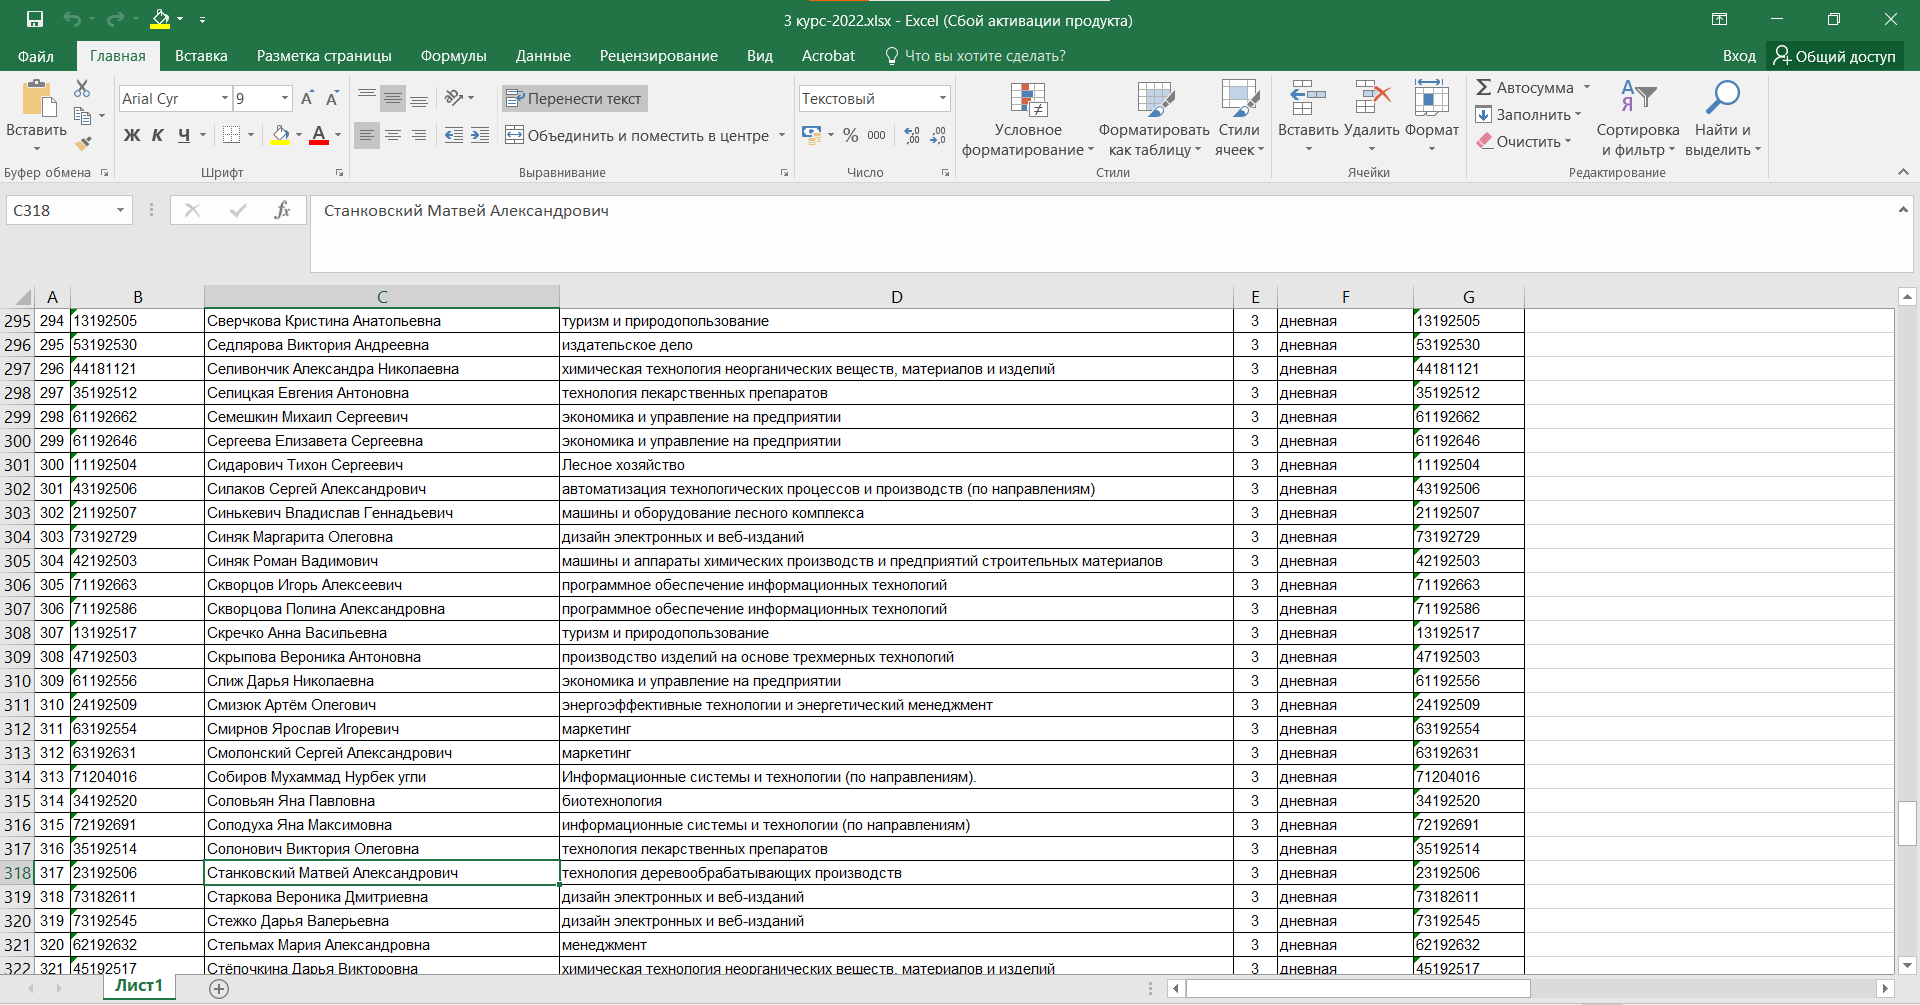 3 курс-2022.xlsx - Excel (Сбой активации продукта)
Файл Главная Вставка Разметка страницы Формулы Данные Рецензирование Вид Acrobat Что вы хотите сделать? Вход Общий доступ
Arial Cyr 9 Перенести текст Текстовый Автосумма
Вставить Ж К Ч А Объединить и поместить в центре % 000 Условное форматирование Форматировать как таблицу Стили ячеек Вставить Удалить Формат Заполнить Сортировка и фильтр Найти и выделить
Очистить
Буфер обмена Шрифт Выравнивание Число Стили Ячейки Редактирование
C318 fx Станковский Матвей Александрович
A B C D E F G
295 294 13192505 Сверчкова Кристина Анатольевна туризм и природопользование 3 дневная 13192505
296 295 53192530 Седлярова Виктория Андреевна издательское дело 3 дневная 53192530
297 296 44181121 Селивончик Александра Николаевна химическая технология неорганических веществ, материалов и изделий 3 дневная 44181121
298 297 35192512 Селицкая Евгения Антоновна технология лекарственных препаратов 3 дневная 35192512
299 298 61192662 Семешкин Михаил Сергеевич экономика и управление на предприятии 3 дневная 61192662
300 299 61192646 Сергеева Елизавета Сергеевна экономика и управление на предприятии 3 дневная 61192646
301 300 11192504 Сидарович Тихон Сергеевич Лесное хозяйство 3 дневная 11192504
302 301 43192506 Силаков Сергей Александрович автоматизация технологических процессов и производств (по направлениям) 3 дневная 43192506
303 302 21192507 Синькевич Владислав Геннадьевич машины и оборудование лесного комплекса 3 дневная 21192507
304 303 73192729 Синяк Маргарита Олеговна дизайн электронных и веб-изданий 3 дневная 73192729
305 304 42192503 Синяк Роман Вадимович машины и аппараты химических производств и предприятий строительных материалов 3 дневная 42192503
306 305 71192663 Скворцов Игорь Алексеевич программное обеспечение информационных технологий 3 дневная 71192663
307 306 71192586 Скворцова Полина Александровна программное обеспечение информационных технологий 3 дневная 71192586
308 307 13192517 Скречко Анна Васильевна туризм и природопользование 3 дневная 13192517
309 308 47192503 Скрыпова Вероника Антоновна производство изделий на основе трехмерных технологий 3 дневная 47192503
310 309 61192556 Слиж Дарья Николаевна экономика и управление на предприятии 3 дневная 61192556
311 310 24192509 Смизюк Артём Олегович энергоэффективные технологии и энергетический менеджмент 3 дневная 24192509
312 311 63192554 Смирнов Ярослав Игоревич маркетинг 3 дневная 63192554
313 312 63192631 Смолонский Сергей Александрович маркетинг 3 дневная 63192631
314 313 71204016 Собиров Мухаммад Нурбек угли Информационные системы и технологии (по направлениям). 3 дневная 71204016
315 314 34192520 Соловьян Яна Павловна биотехнология 3 дневная 34192520
316 315 72192691 Солодуха Яна Максимовна информационные системы и технологии (по направлениям) 3 дневная 72192691
317 316 35192514 Солонович Виктория Олеговна технология лекарственных препаратов 3 дневная 35192514
318 317 23192506 Станковский Матвей Александрович технология деревообрабатывающих производств 3 дневная 23192506
319 318 73182611 Старкова Вероника Дмитриевна дизайн электронных и веб-изданий 3 дневная 73182611
320 319 73192545 Стежко Дарья Валерьевна дизайн электронных и веб-изданий 3 дневная 73192545
321 320 62192632 Стельмах Мария Александровна менеджмент 3 дневная 62192632
322 321 45192517 Стёпочкина Дарья Викторовна химическая технология неорганических веществ, материалов и изделий 3 дневная 45192517
Лист1